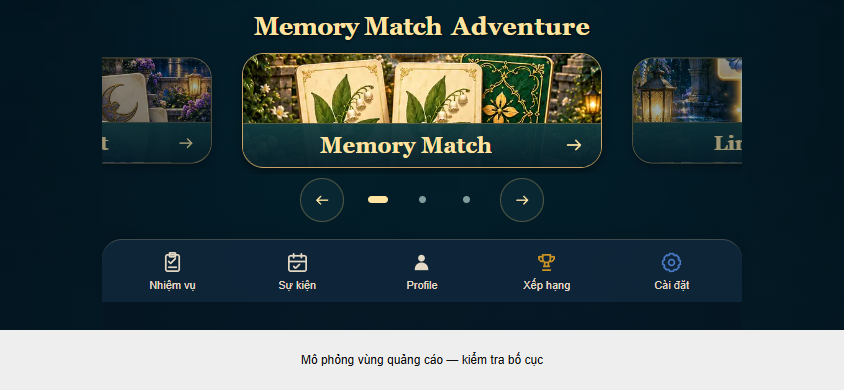 Memory Match Adventure
t
Memory Match
Lin
Nhiệm vụ
Sự kiện
Profile
Xếp hạng
Cài đặt
Mô phỏng vùng quảng cáo — kiểm tra bố cục